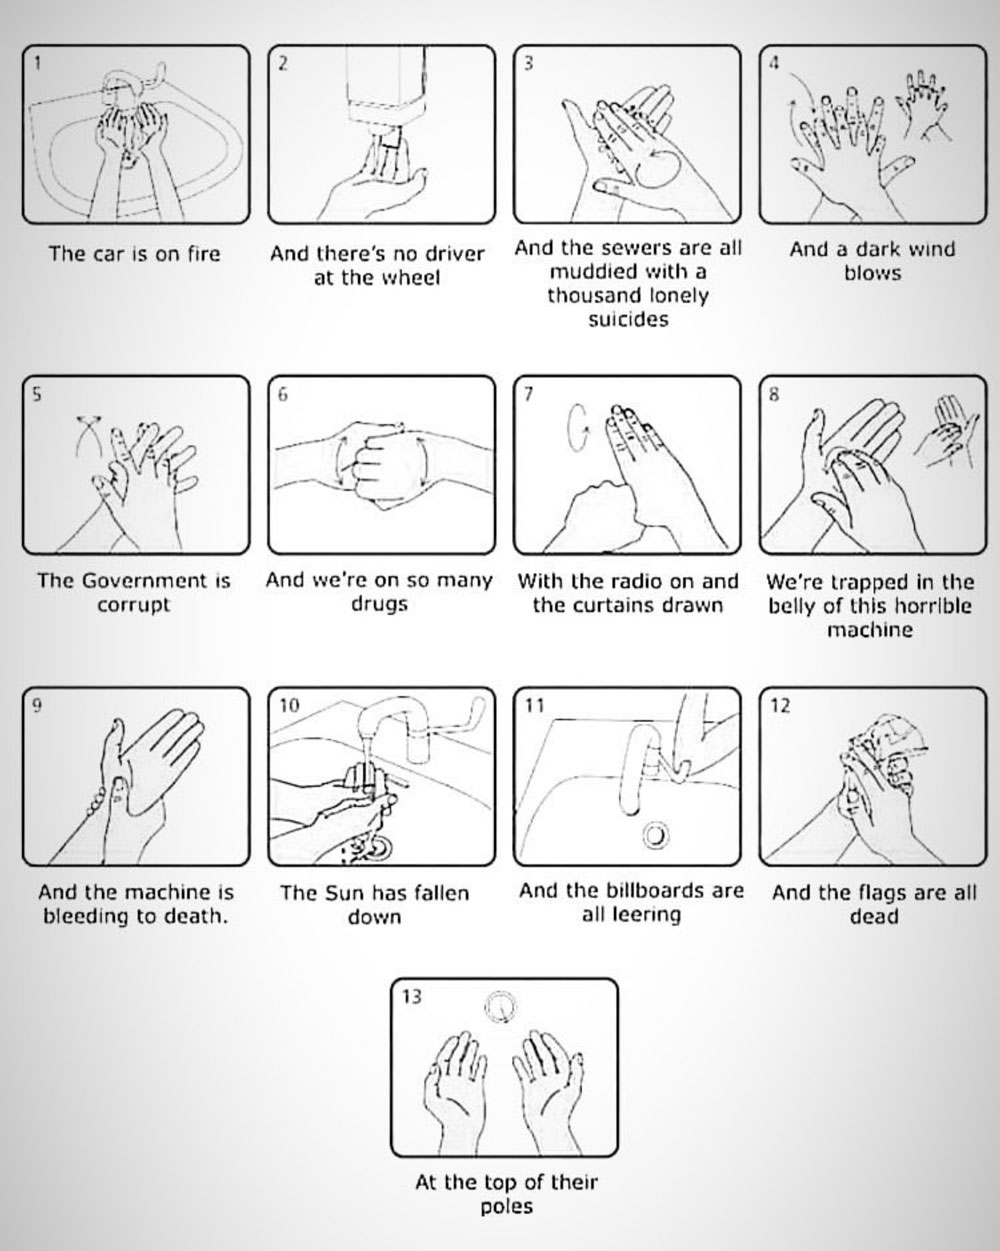 1
The car is on fire
2
And there's no driver
at the wheel
3
And the sewers are all
muddied with a
thousand lonely
suicides
4
And a dark wind
blows
5
The Government is
corrupt
6
And we're on so many
drugs
7
With the radio on and
the curtains drawn
8
We're trapped in the
belly of this horrible
machine
9
And the machine is
bleeding to death.
10
The Sun has fallen
down
11
And the billboards are
all leering
12
And the flags are all
dead
13
At the top of their
poles